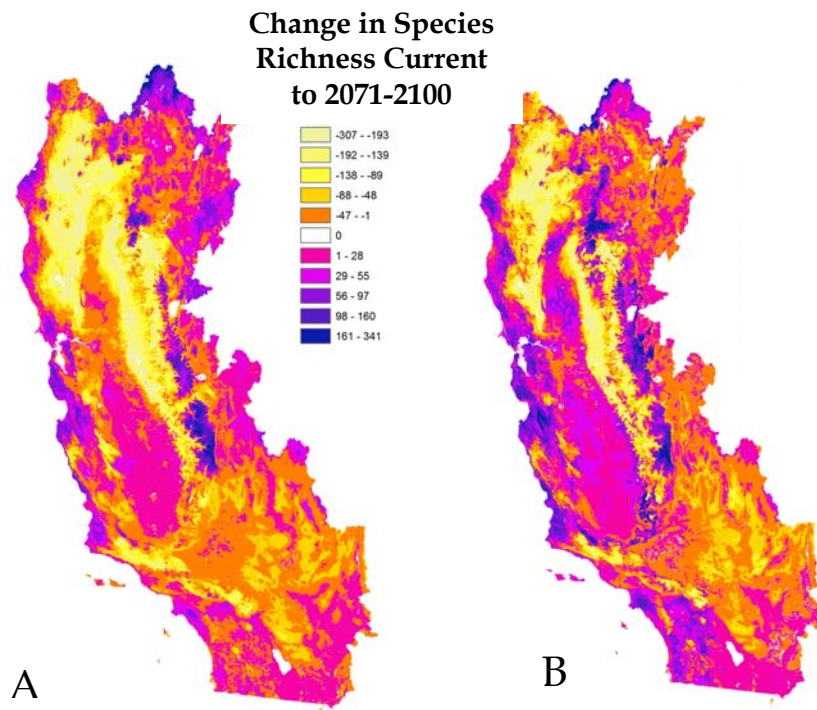 Change in Species
Richness Current
to 2071-2100
-307 - -193
-192 - -139
-138 - -89
-88 - -48
-47 - -1
0
1 - 28
29 - 55
56 - 97
98 - 160
161 - 341
A
B